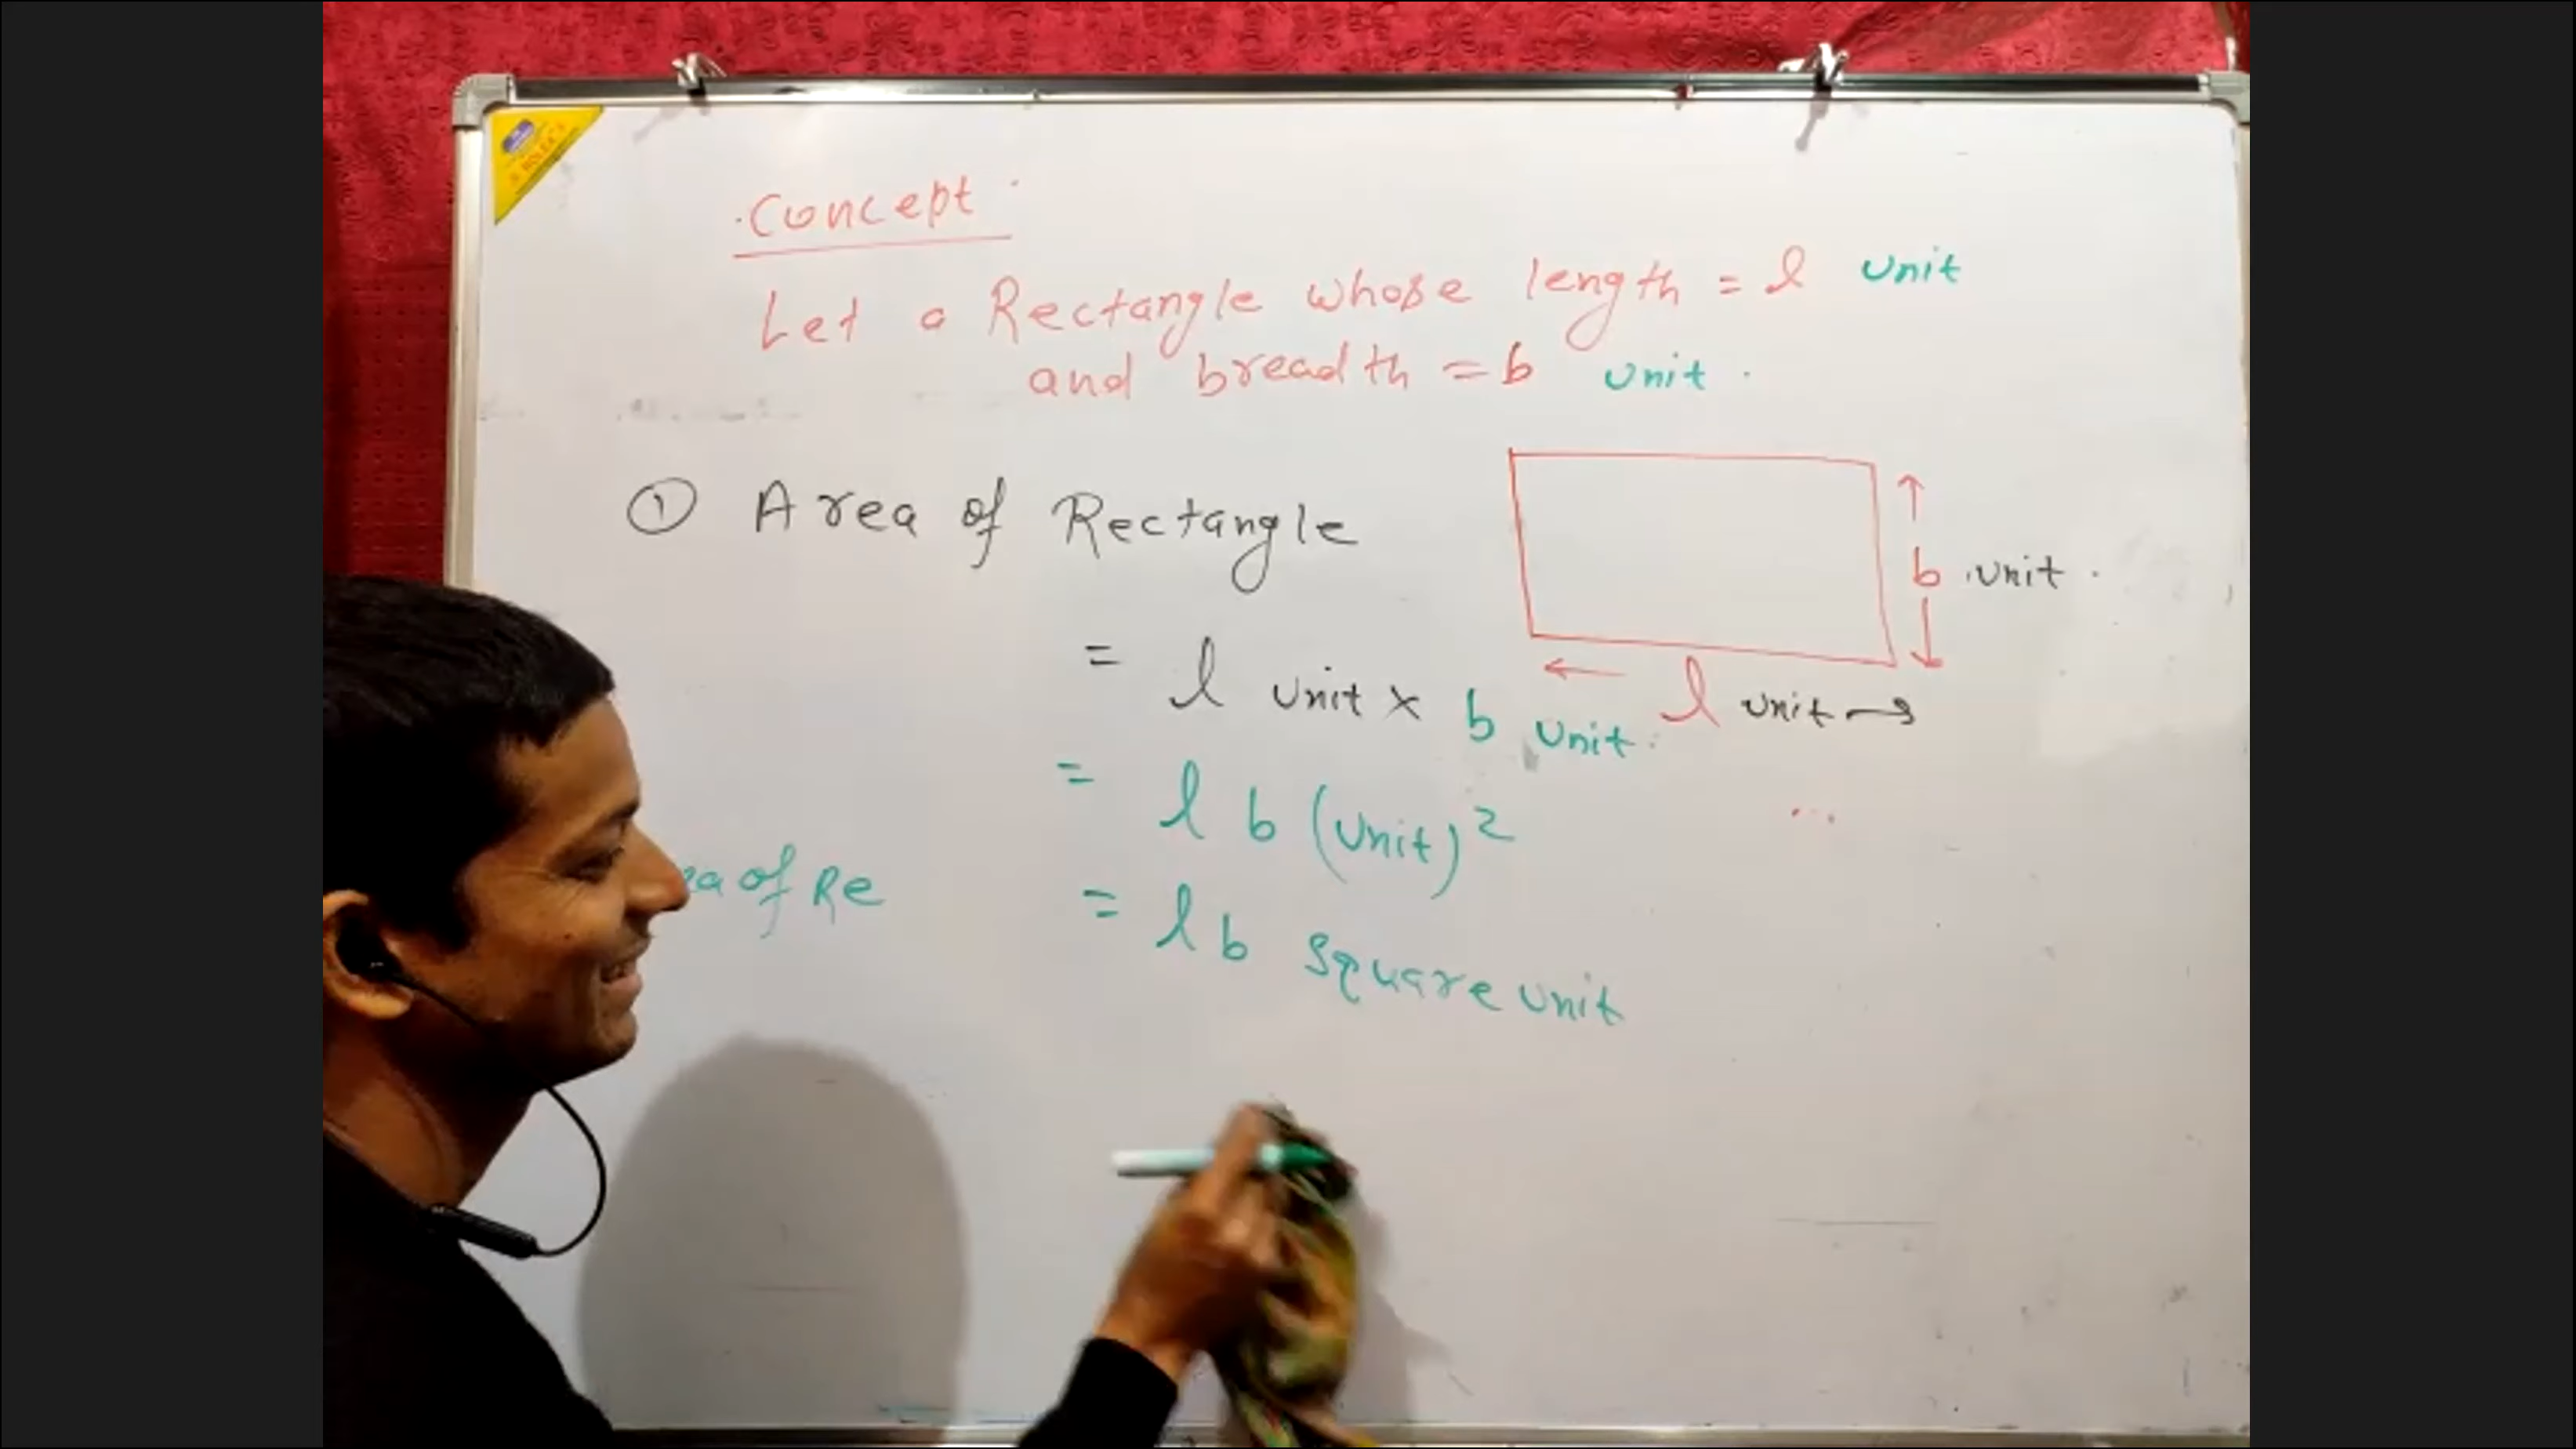 Concept
Let a Rectangle whose length = l unit
and breadth = b unit.
① Area of Rectangle
b unit.
l unit
= l unit × b unit
= l b (unit)²
of Re
= l b square unit